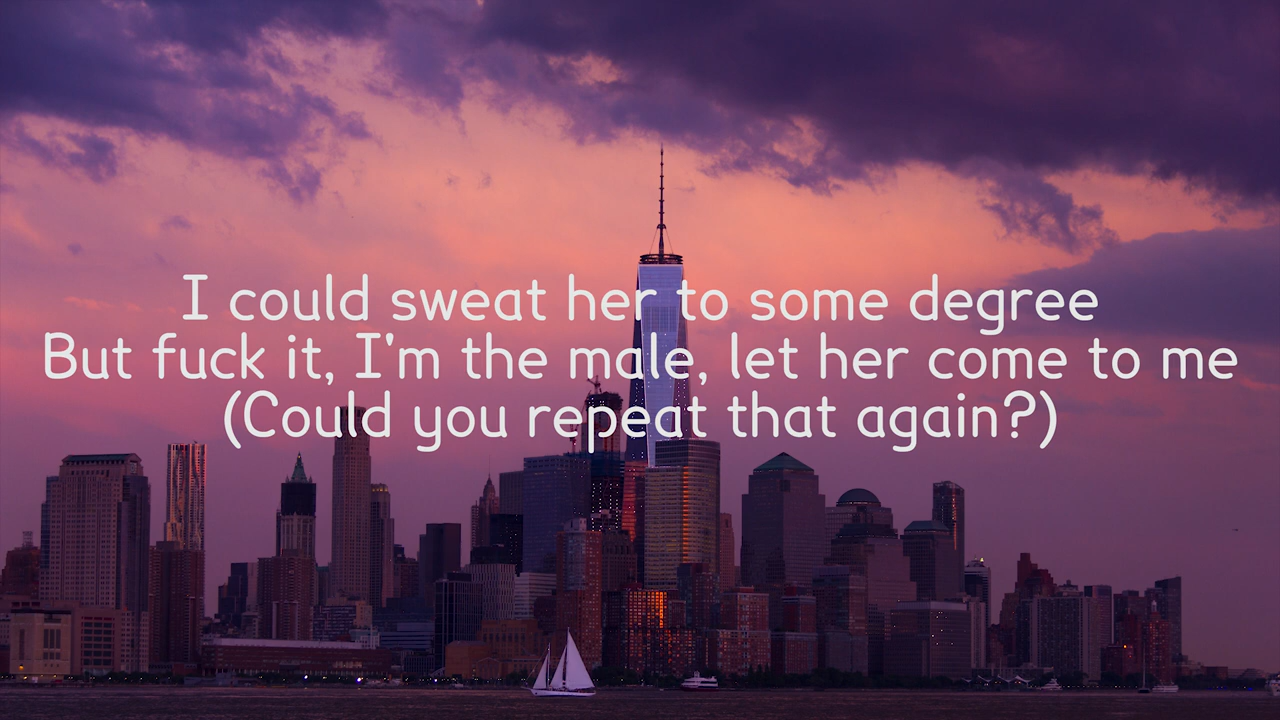 I could sweat her to some degree
But fuck it, I'm the male, let her come to me
(Could you repeat that again?)